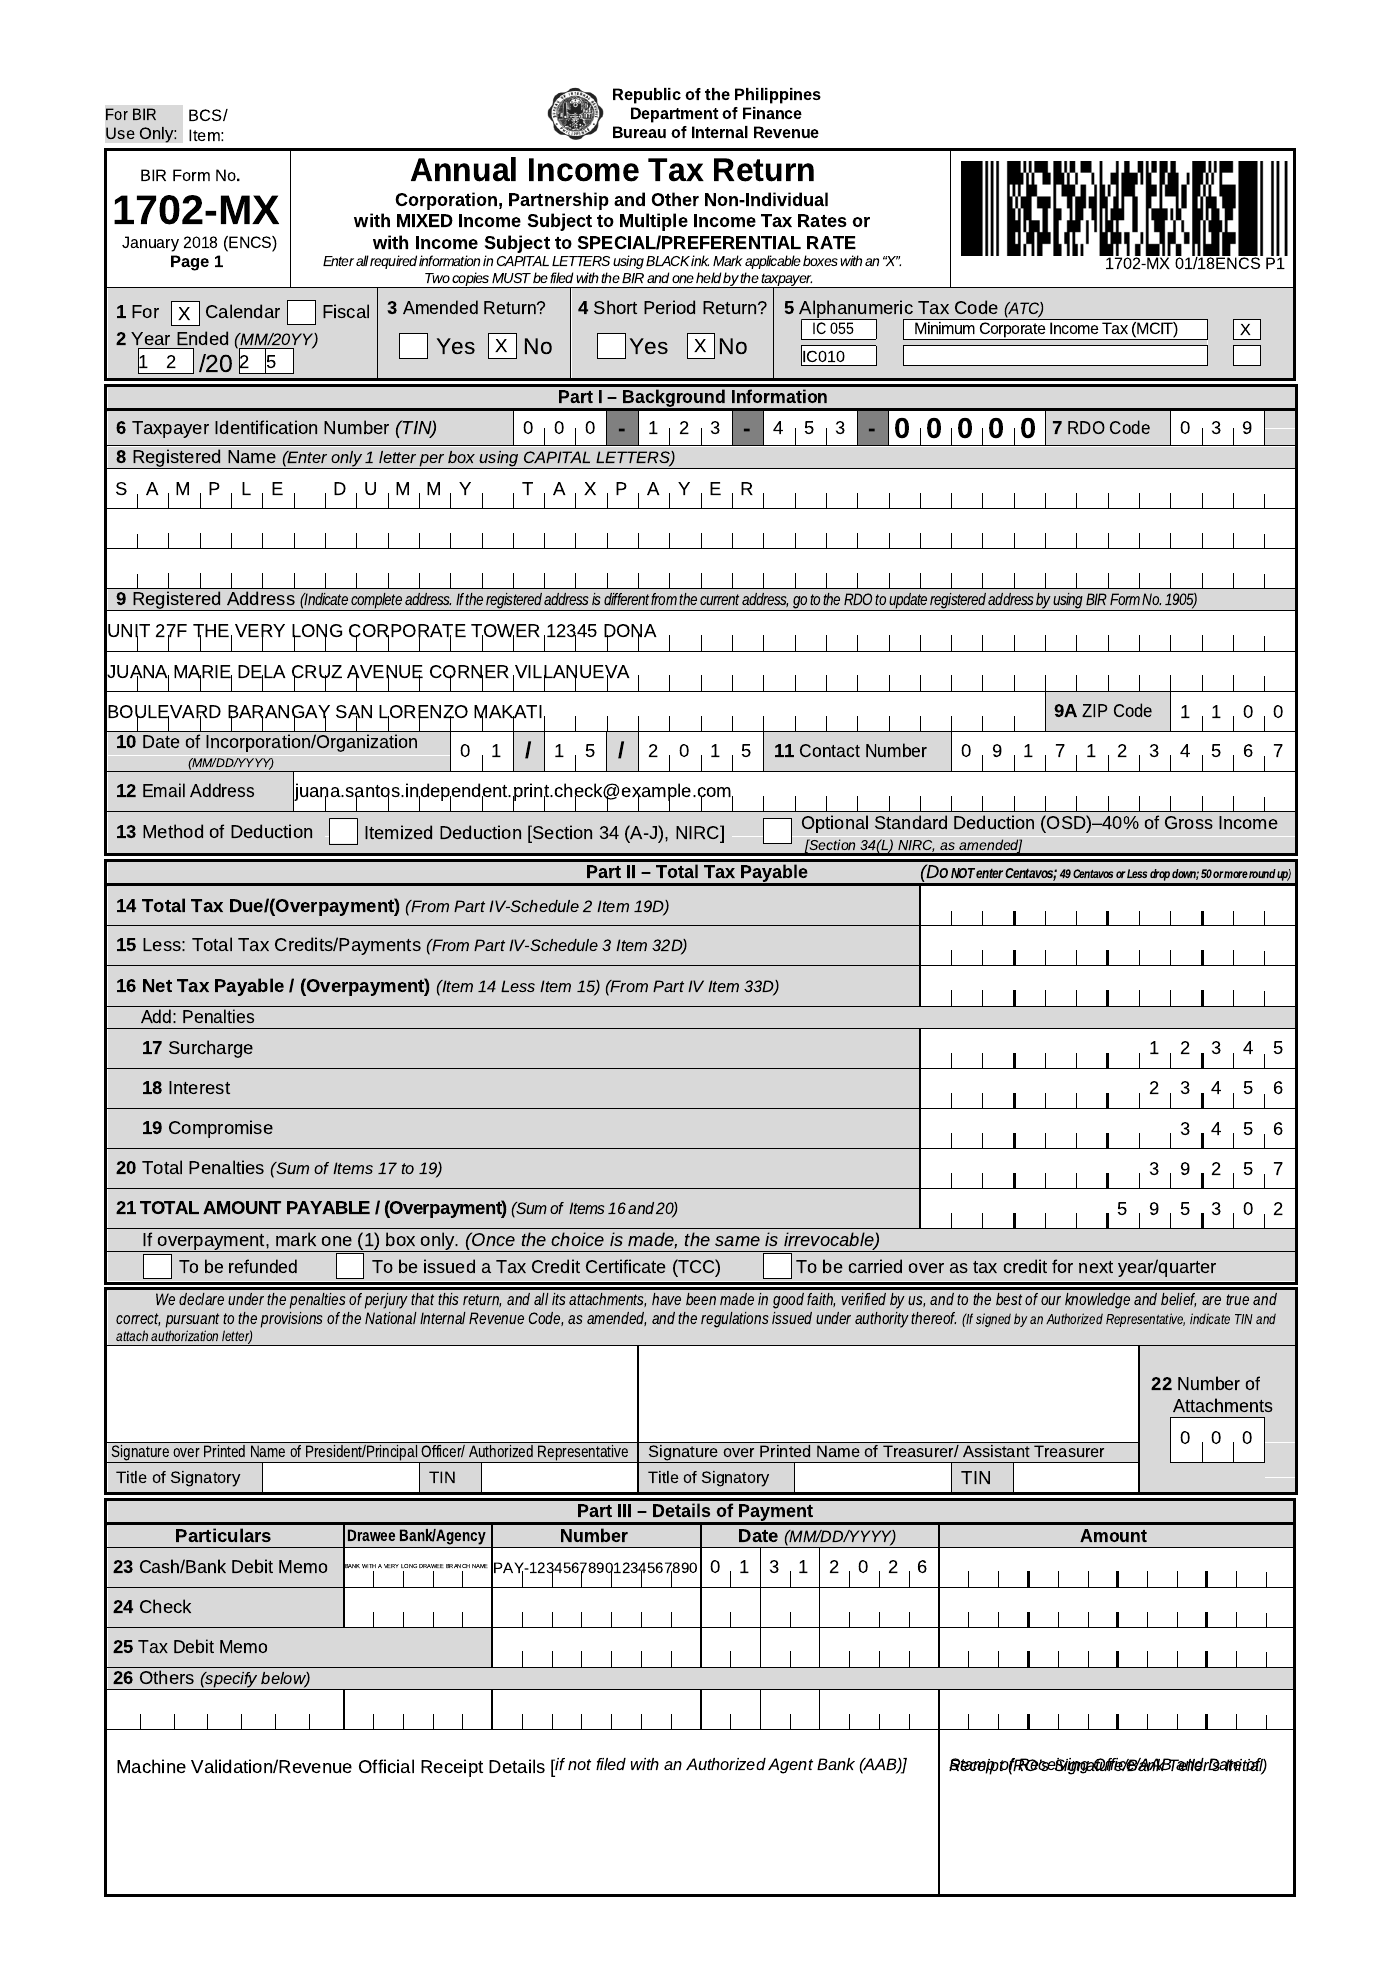 Republic of the Philippines
For BIR Use Only: BCS/ Item:
Department of Finance
Bureau of Internal Revenue
BIR Form No.
1702-MX
January 2018 (ENCS)
Page 1
Annual Income Tax Return
Corporation, Partnership and Other Non-Individual
with MIXED Income Subject to Multiple Income Tax Rates or
with Income Subject to SPECIAL/PREFERENTIAL RATE
Enter all required information in CAPITAL LETTERS using BLACK ink. Mark applicable boxes with an “X”.
Two copies MUST be filed with the BIR and one held by the taxpayer.
1702-MX 01/18ENCS P1
1 For X Calendar Fiscal
2 Year Ended (MM/20YY)
1 2 /20 2 5
3 Amended Return?
Yes X No
4 Short Period Return?
Yes X No
5 Alphanumeric Tax Code (ATC)
IC 055 Minimum Corporate Income Tax (MCIT) X
IC010
Part I – Background Information
6 Taxpayer Identification Number (TIN) 0 0 0 - 1 2 3 - 4 5 3 - 0 0 0 0 0 7 RDO Code 0 3 9
8 Registered Name (Enter only 1 letter per box using CAPITAL LETTERS)
S A M P L E D U M M Y T A X P A Y E R
9 Registered Address (Indicate complete address. If the registered address is different from the current address, go to the RDO to update registered address by using BIR Form No. 1905)
UNIT 27F THE VERY LONG CORPORATE TOWER 12345 DONA
JUANA MARIE DELA CRUZ AVENUE CORNER VILLANUEVA
BOULEVARD BARANGAY SAN LORENZO MAKATI 9A ZIP Code 1 1 0 0
10 Date of Incorporation/Organization (MM/DD/YYYY) 0 1 / 1 5 / 2 0 1 5 11 Contact Number 0 9 1 7 1 2 3 4 5 6 7
12 Email Address juana.santos.independent.print.check@example.com
13 Method of Deduction Itemized Deduction [Section 34 (A-J), NIRC] Optional Standard Deduction (OSD)–40% of Gross Income
[Section 34(L) NIRC, as amended]
Part II – Total Tax Payable (Do NOT enter Centavos; 49 Centavos or Less drop down; 50 or more round up)
14 Total Tax Due/(Overpayment) (From Part IV-Schedule 2 Item 19D)
15 Less: Total Tax Credits/Payments (From Part IV-Schedule 3 Item 32D)
16 Net Tax Payable / (Overpayment) (Item 14 Less Item 15) (From Part IV Item 33D)
Add: Penalties
17 Surcharge 1 2 3 4 5
18 Interest 2 3 4 5 6
19 Compromise 3 4 5 6
20 Total Penalties (Sum of Items 17 to 19) 3 9 2 5 7
21 TOTAL AMOUNT PAYABLE / (Overpayment) (Sum of Items 16 and 20) 5 9 5 3 0 2
If overpayment, mark one (1) box only. (Once the choice is made, the same is irrevocable)
To be refunded To be issued a Tax Credit Certificate (TCC) To be carried over as tax credit for next year/quarter
We declare under the penalties of perjury that this return, and all its attachments, have been made in good faith, verified by us, and to the best of our knowledge and belief, are true and
correct, pursuant to the provisions of the National Internal Revenue Code, as amended, and the regulations issued under authority thereof. (If signed by an Authorized Representative, indicate TIN and
attach authorization letter)
22 Number of
Attachments
0 0 0
Signature over Printed Name of President/Principal Officer/ Authorized Representative Signature over Printed Name of Treasurer/ Assistant Treasurer
Title of Signatory TIN Title of Signatory TIN
Part III – Details of Payment
Particulars Drawee Bank/Agency Number Date (MM/DD/YYYY) Amount
23 Cash/Bank Debit Memo BANK WITH A VERY LONG DRAWEE BRANCH NAME PAY-12345678901234567890 0 1 3 1 2 0 2 6
24 Check
25 Tax Debit Memo
26 Others (specify below)
Machine Validation/Revenue Official Receipt Details [if not filed with an Authorized Agent Bank (AAB)]
Stamp of Receiving Office/AAB and Date of
Receipt (RO's Signature/Bank Teller's Initial)